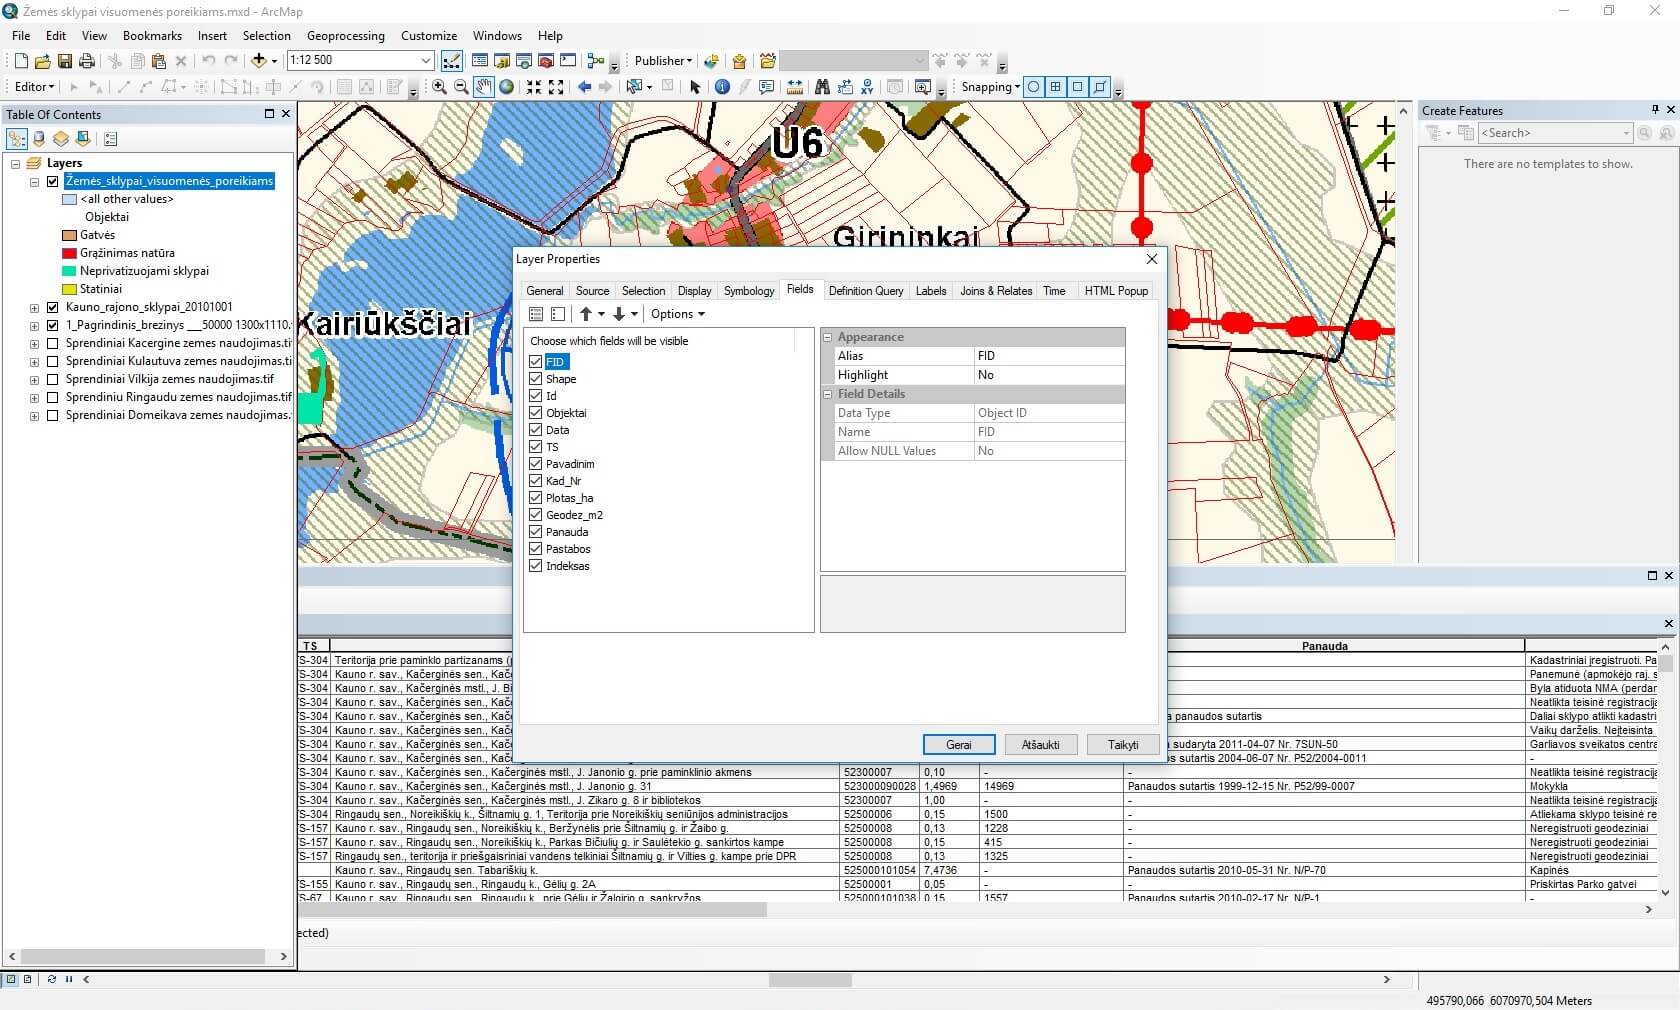 Žemės sklypai visuomenės poreikiams.mxd - ArcMap
File Edit View Bookmarks Insert Selection Geoprocessing Customize Windows Help
1:12 500
Publisher
Editor
Snapping
Table Of Contents
Layers
Žemės_sklypai_visuomenės_poreikiams
<all other values>
Objektai
Gatvės
Grąžinimas natūra
Neprivatizuojami sklypai
Statiniai
Kauno_rajono_sklypai_20101001
1_Pagrindinis_brezinys ___50000 1300x1110.
Sprendiniai Kacergine zemes naudojimas.ti
Sprendiniai Kulautuva zemes naudojimas.ti
Sprendiniai Vilkija zemes naudojimas.tif
Sprendiniu Ringaudu zemes naudojimas.tif
Sprendiniai Domeikava zemes naudojimas.
U6
Girininkai
Kairiūkščiai
Create Features
<Search>
There are no templates to show.
Layer Properties
General Source Selection Display Symbology Fields Definition Query Labels Joins & Relates Time HTML Popup
Options
Choose which fields will be visible
FID
Shape
Id
Objektai
Data
TS
Pavadinim
Kad_Nr
Plotas_ha
Geodez_m2
Panauda
Pastabos
Indeksas
Appearance
Alias FID
Highlight No
Field Details
Data Type Object ID
Name FID
Allow NULL Values No
Gerai Atšaukti Taikyti
TS Panauda
S-304 Teritorija prie paminklo partizanams ( Kadastriniai įregistruoti. Pa
S-304 Kauno r. sav., Kačerginės sen., Kač Panemunė (apmokėjo raj. s
S-304 Kauno r. sav., Kačerginės mstl., J. Bi Byla atiduota NMA (perdar
S-304 Kauno r. sav., Kačerginės sen., Kač Neatlikta teisinė registracij
S-304 Kauno r. sav., Kačerginės sen., Kač a panaudos sutartis Daliai sklypo atlikti kadastri
S-304 Kauno r. sav., Kačerginės sen., Kač Vaikų darželis. Neįteisinta
S-304 Kauno r. sav., Kačerginės sen., Kač sudaryta 2011-04-07 Nr. 7SUN-50 Garliavos sveikatos centra
S-304 Kauno r. sav., Kačerginės sen., Kač os sutartis 2004-06-07 Nr. P52/2004-0011 -
S-304 Kauno r. sav., Kačerginės mstl., J. Janonio g. prie paminklinio akmens 52300007 0,10 - - Neatlikta teisinė registracija
S-304 Kauno r. sav., Kačerginės mstl., J. Janonio g. 31 523000090028 1,4969 14969 Panaudos sutartis 1999-12-15 Nr. P52/99-0007 Mokykla
S-304 Kauno r. sav., Kačerginės mstl., J. Zikaro g. 8 ir bibliotekos 52300007 1,00 - - Neatlikta teisinė registracija
S-304 Ringaudų sen., Noreikiškių k., Šiltnamių g. 1, Teritorija prie Noreikiškių seniūnijos administracijos 52500006 0,15 1500 - Atliekama sklypo teisinė re
S-157 Kauno r. sav., Ringaudų sen., Noreikiškių k., Beržynėlis prie Šiltnamių g. ir Žaibo g. 52500008 0,13 1228 - Neregistruoti geodeziniai
S-157 Kauno r. sav., Ringaudų sen., Noreikiškių k., Parkas Bičiulių g. ir Saulėtekio g. sankirtos kampe 52500008 0,15 415 - Neregistruoti geodeziniai
S-157 Ringaudų sen., teritorija ir priešgaisriniai vandens telkiniai Šiltnamių g. ir Vilties g. kampe prie DPR 52500008 0,13 1325 - Neregistruoti geodeziniai
Kauno r. sav., Ringaudų sen. Tabariškių k. 525000101054 7,4736 - Panaudos sutartis 2010-05-31 Nr. N/P-70 Kapinės
S-155 Kauno r. sav., Ringaudų sen., Ringaudų k., Gėlių g. 2A 52500001 0,05 - - Priskirtas Parko gatvei
S-67 Kauno r. sav., Ringaudų sen., Ringaudų k., prie Gėlių ir Žalgirio g. sankryžos 525000101038 0,15 1557 Panaudos sutartis 2010-02-17 Nr. N/P-1 -
ected)
495790,066 6070970,504 Meters